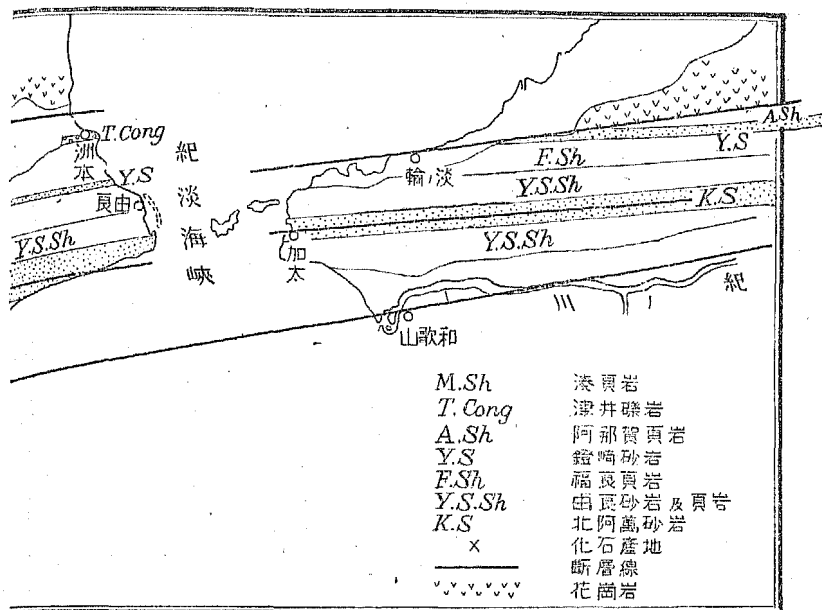 T. Cong
洲本
Y.S
良由
Y.S.Sh
紀淡海峽
加太
輪ノ淡
山歌和
A.Sh
Y.S
F.Sh
Y.S.Sh
K.S
Y.S.Sh
紀
川
M.Sh 湊頁岩
T. Cong 津井礫岩
A.Sh 阿那賀頁岩
Y.S 鎧崎砂岩
F.Sh 福良頁岩
Y.S.Sh 由良砂岩及頁岩
K.S 北阿萬砂岩
× 化石產地
斷層線
花崗岩